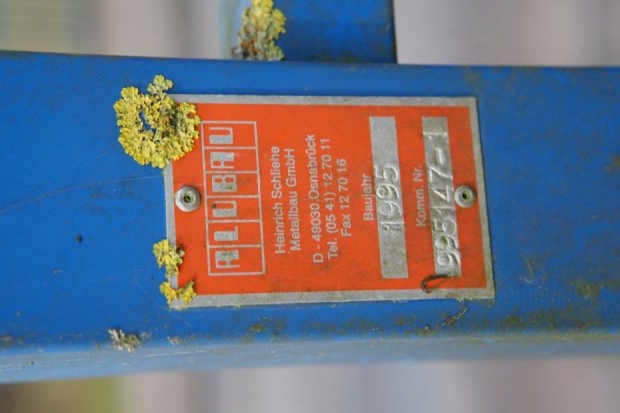 ALUBAU
Heinrich Schliehe
Metallbau GmbH
D - 49030 Osnabrück
Tel. (05 41) 12 70 11
Fax 12 70 16
Baujahr
1995
Komm. Nr.
995147-1